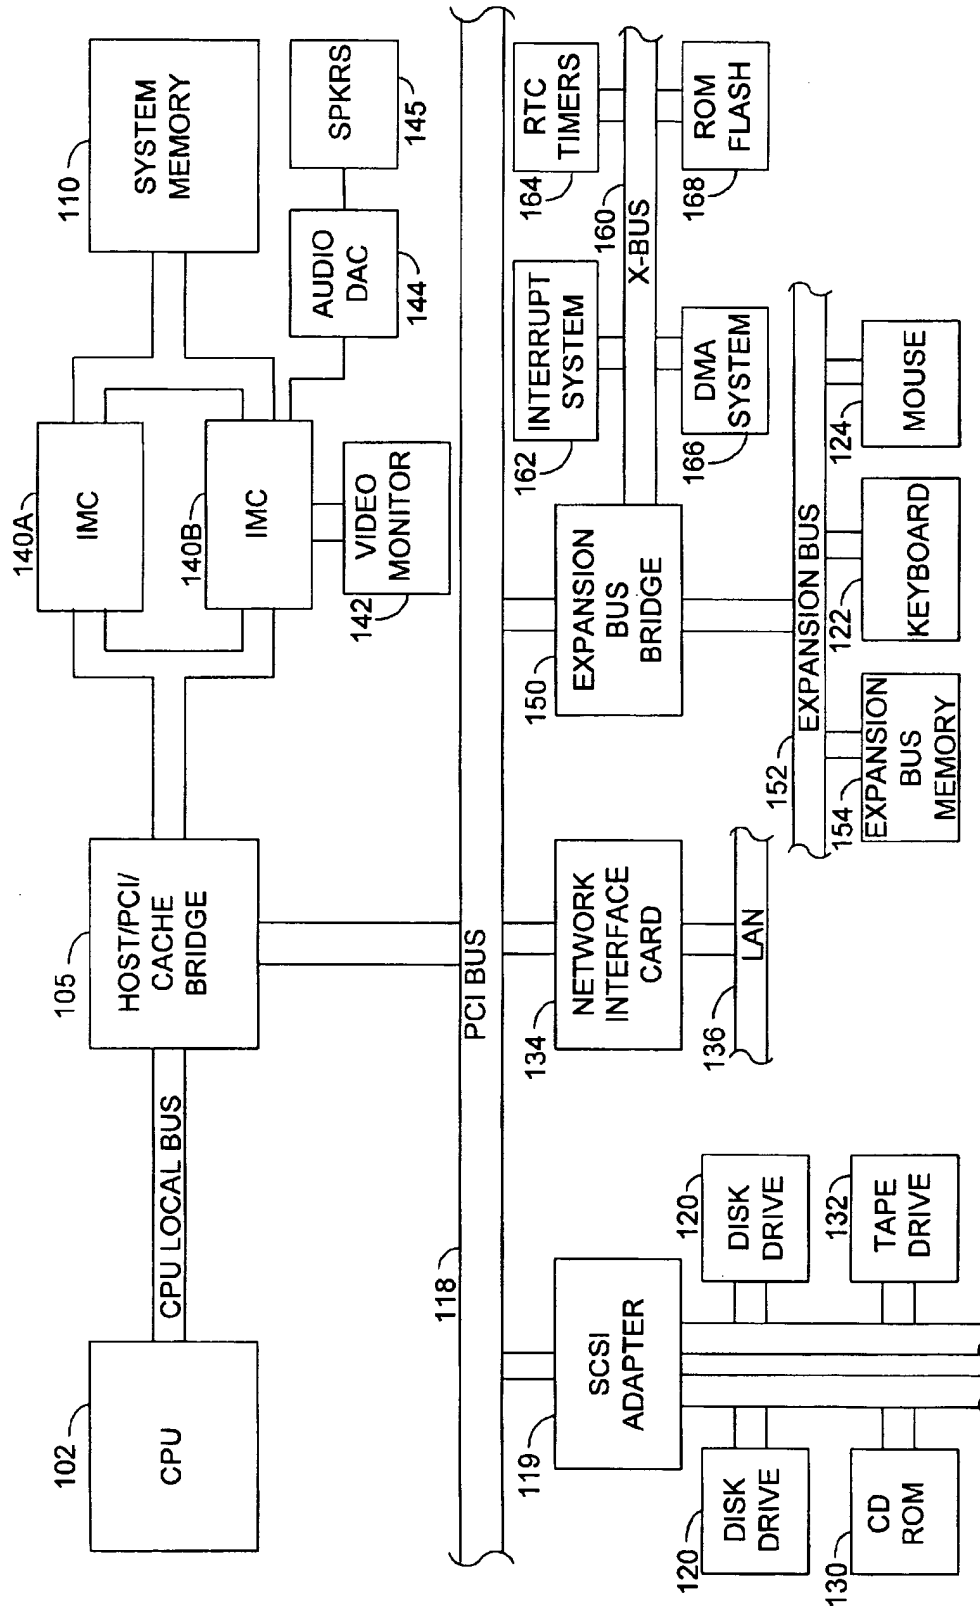 102
CPU
CPU LOCAL BUS
105
HOST/PCI/
CACHE
BRIDGE
140A
IMC
140B
IMC
142
VIDEO
MONITOR
110
SYSTEM
MEMORY
AUDIO
DAC
144
SPKRS
145
118
PCI BUS
119
SCSI
ADAPTER
120
DISK
DRIVE
120
DISK
DRIVE
130
CD
ROM
132
TAPE
DRIVE
134
NETWORK
INTERFACE
CARD
136
LAN
150
EXPANSION
BUS
BRIDGE
162
INTERRUPT
SYSTEM
164
RTC
TIMERS
160
X-BUS
166
DMA
SYSTEM
168
ROM
FLASH
152
EXPANSION BUS
154
EXPANSION
BUS
MEMORY
122
KEYBOARD
124
MOUSE